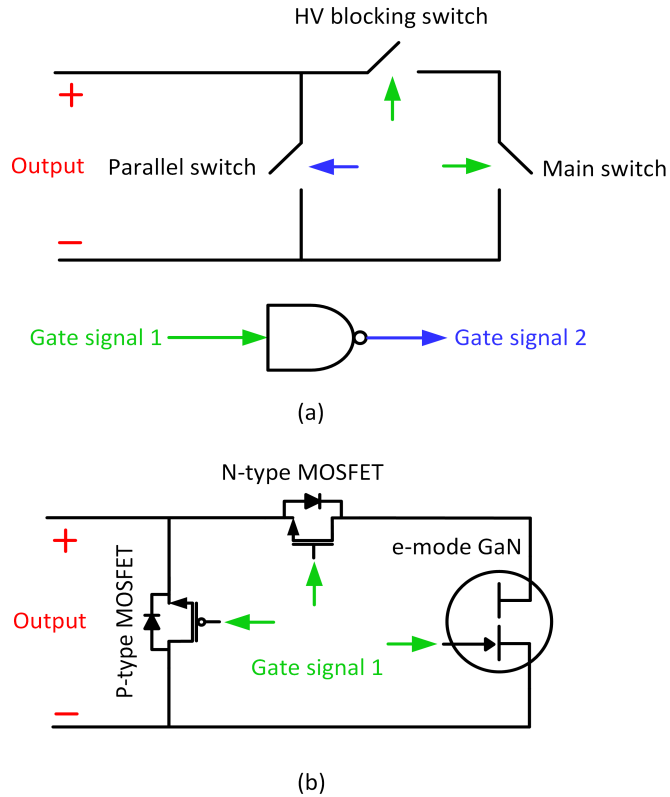 HV blocking switch
+
Output
Parallel switch
Main switch
−
Gate signal 1
Gate signal 2
(a)
N-type MOSFET
+
e-mode GaN
P-type MOSFET
Output
Gate signal 1
−
(b)